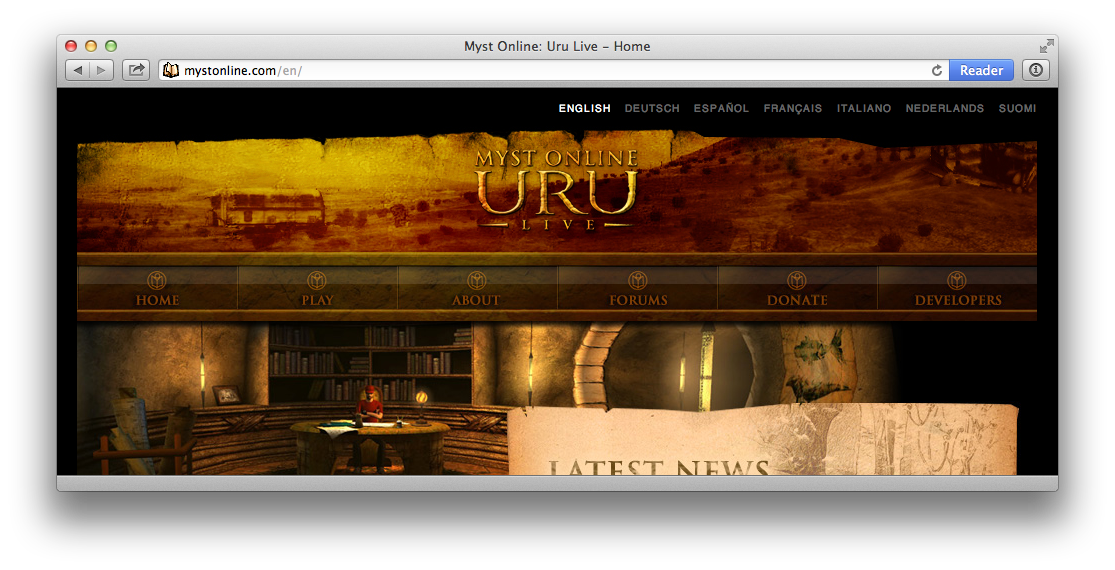 Myst Online: Uru Live – Home
mystonline.com/en/
Reader
ENGLISH DEUTSCH ESPAÑOL FRANÇAIS ITALIANO NEDERLANDS SUOMI
MYST ONLINE
URU
LIVE
HOME PLAY ABOUT FORUMS DONATE DEVELOPERS
LATEST NEWS